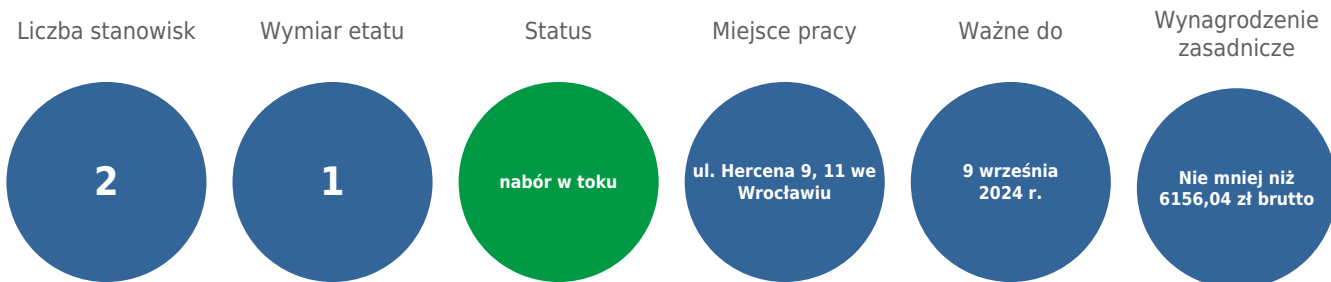 Liczba stanowisk
2
Wymiar etatu
1
Status
nabór w toku
Miejsce pracy
ul. Hercena 9, 11 we
Wrocławiu
Ważne do
9 września
2024 r.
Wynagrodzenie
zasadnicze
Nie mniej niż
6156,04 zł brutto